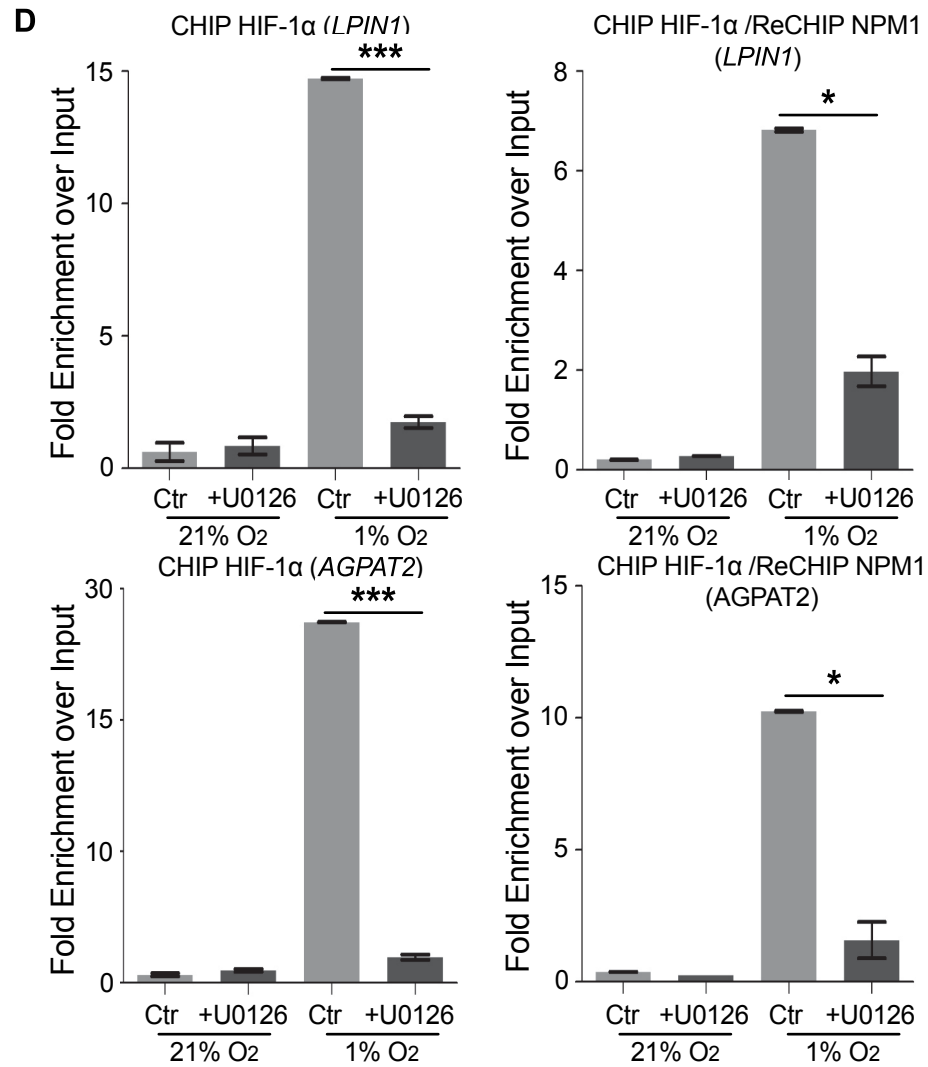 D
CHIP HIF-1α (LPIN1)
Fold Enrichment over Input
15
10
5
0
***
Ctr +U0126 Ctr +U0126
21% O2 1% O2
CHIP HIF-1α /ReCHIP NPM1
(LPIN1)
Fold Enrichment over Input
8
6
4
2
0
*
Ctr +U0126 Ctr +U0126
21% O2 1% O2
CHIP HIF-1α (AGPAT2)
Fold Enrichment over Input
30
15
10
0
***
Ctr +U0126 Ctr +U0126
21% O2 1% O2
CHIP HIF-1α /ReCHIP NPM1
(AGPAT2)
Fold Enrichment over Input
15
10
5
0
*
Ctr +U0126 Ctr +U0126
21% O2 1% O2